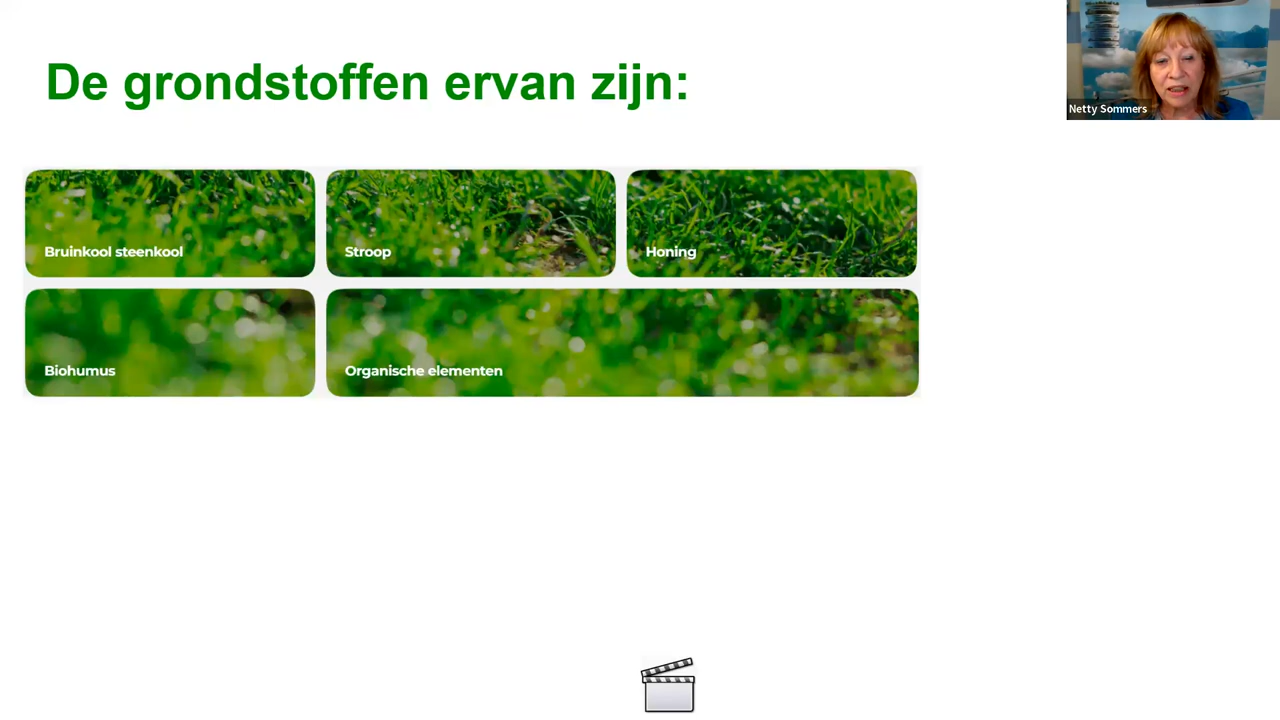 De grondstoffen ervan zijn:
Netty Sommers
Bruinkool steenkool
Stroop
Honing
Biohumus
Organische elementen